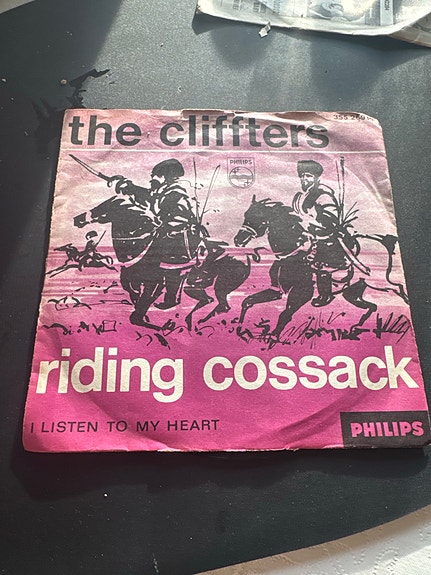 the cliffters
PHILIPS
riding cossack
I LISTEN TO MY HEART
PHILIPS